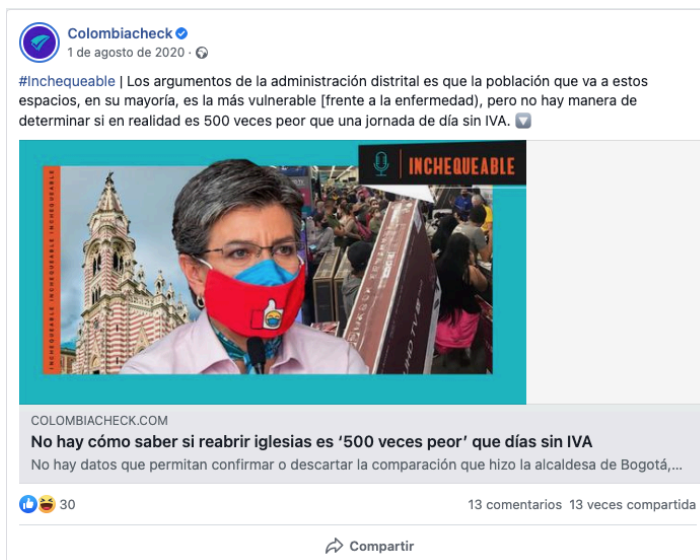 Colombiacheck
1 de agosto de 2020 ·
#Inchequeable | Los argumentos de la administración distrital es que la población que va a estos
espacios, en su mayoría, es la más vulnerable [frente a la enfermedad), pero no hay manera de
determinar si en realidad es 500 veces peor que una jornada de día sin IVA.
INCHEQUEABLE
INCHEQUEABLE INCHEQUEABLE INCHEQUEABLE
COLOMBIACHECK.COM
No hay cómo saber si reabrir iglesias es ‘500 veces peor’ que días sin IVA
No hay datos que permitan confirmar o descartar la comparación que hizo la alcaldesa de Bogotá,...
30
13 comentarios 13 veces compartida
Compartir